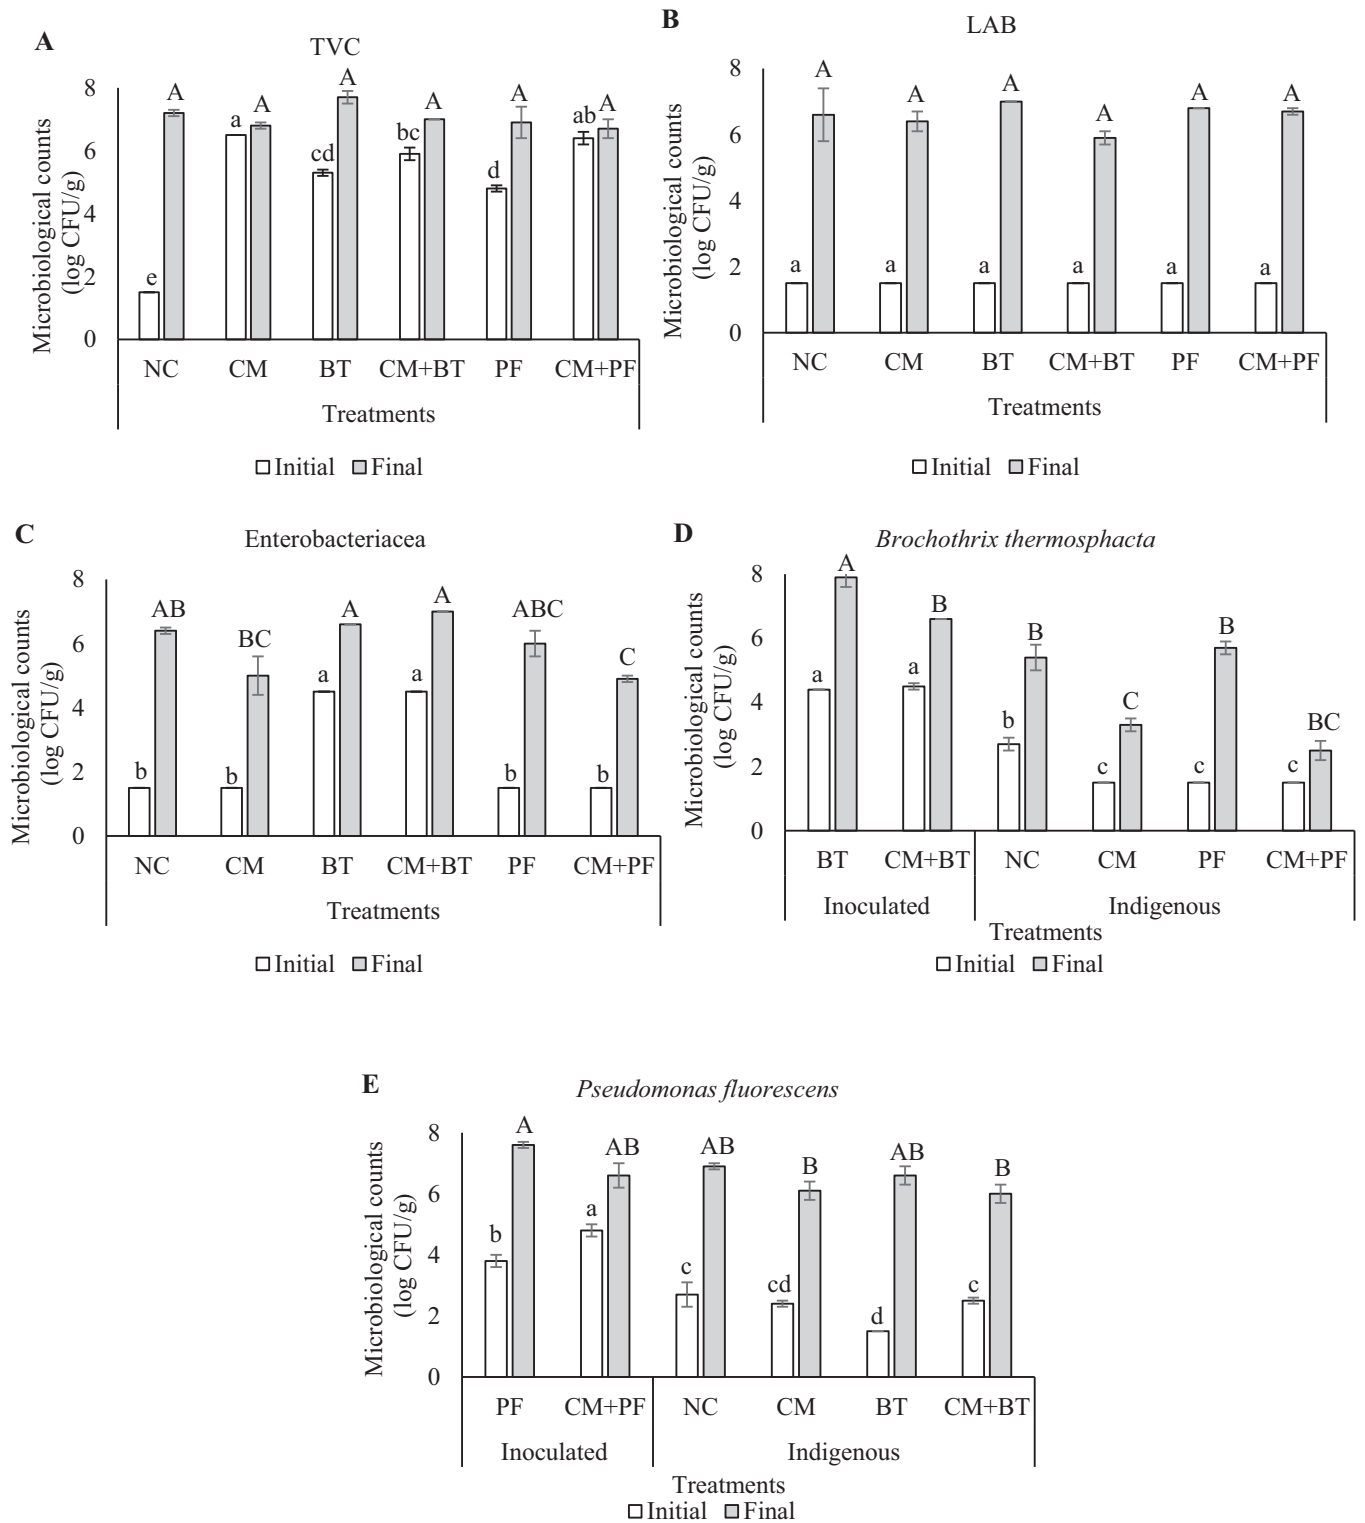 A
TVC
Microbiological counts
(log CFU/g)
8
6
4
2
0
A
A
A
A
A
A
e
a
cd
bc
d
ab
NC CM BT CM+BT PF CM+PF
Treatments
Initial Final
B
LAB
Microbiological counts
(log CFU/g)
8
6
4
2
0
A
A
A
A
A
A
a
a
a
a
a
a
NC CM BT CM+BT PF CM+PF
Treatments
Initial Final
C
Enterobacteriacea
Microbiological counts
(log CFU/g)
8
6
4
2
0
AB
BC
A
A
ABC
C
b
b
a
a
b
b
NC CM BT CM+BT PF CM+PF
Treatments
Initial Final
D
Brochothrix thermosphacta
Microbiological counts
(log CFU/g)
8
6
4
2
0
A
B
B
C
B
BC
a
a
b
c
c
c
BT CM+BT NC CM PF CM+PF
Inoculated Indigenous
Treatments
Initial Final
E
Pseudomonas fluorescens
Microbiological counts
(log CFU/g)
8
6
4
2
0
A
AB
AB
B
AB
B
b
a
c
cd
d
c
PF CM+PF NC CM BT CM+BT
Inoculated Indigenous
Treatments
Initial Final